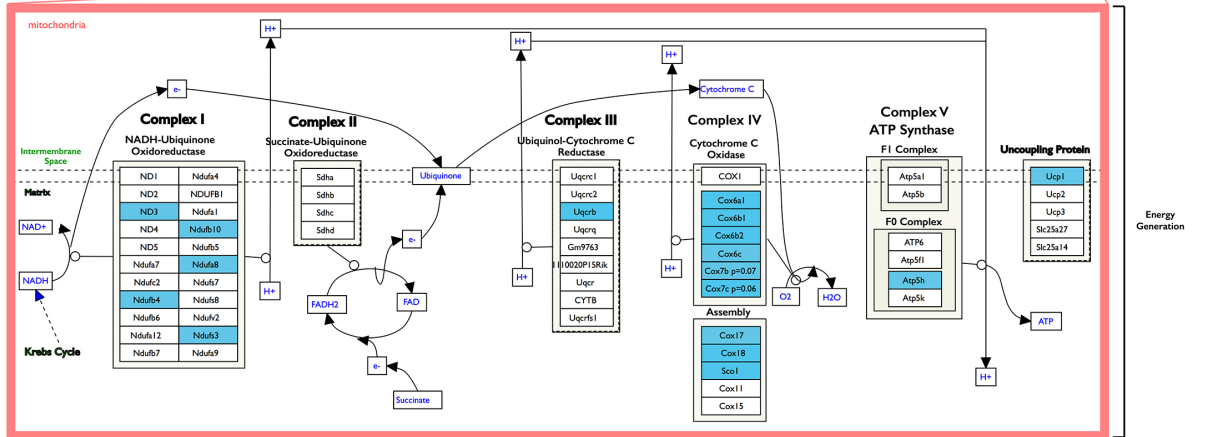 mitochondria
H+
H+
H+
e-
Cytochrome C
Complex I
NADH-Ubiquinone
Oxidoreductase
Complex II
Succinate-Ubiquinone
Oxidoreductase
Complex III
Ubiquinol-Cytochrome C
Reductase
Complex IV
Cytochrome C
Oxidase
Complex V
ATP Synthase
F1 Complex
Uncoupling Protein
Intermembrane
Space
Matrix
ND1
Ndufa4
ND2
NDUFB1
ND3
Ndufa1
ND4
Ndufb10
ND5
Ndufb5
Ndufa7
Ndufa8
Ndufc2
Ndufs7
Ndufb4
Ndufs8
Ndufb6
Ndufv2
Ndufa12
Ndufs3
Ndufb7
Ndufa9
Sdha
Sdhb
Sdhc
Sdhd
Ubiquinone
Uqcrc1
Uqcrc2
Uqcrb
Uqcrq
Gm9763
1110020P15Rik
Uqcr
CYTB
Uqcrfs1
COX1
Cox6a1
Cox6b1
Cox6b2
Cox6c
Cox7b p=0.07
Cox7c p=0.06
Assembly
Cox17
Cox18
Sco1
Cox11
Cox15
Atp5a1
Atp5b
F0 Complex
ATP6
Atp5f1
Atp5h
Atp5k
Ucp1
Ucp2
Ucp3
Slc25a27
Slc25a14
NAD+
NADH
Krebs Cycle
H+
e-
FADH2
FAD
e-
Succinate
H+
H+
O2
H2O
ATP
H+
Energy
Generation